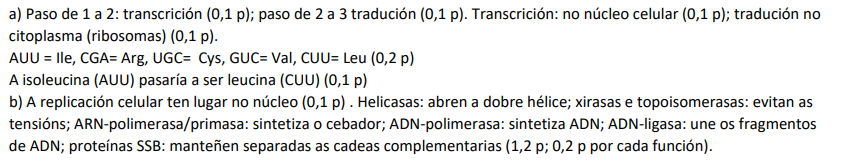 a) Paso de 1 a 2: transcrición (0,1 p); paso de 2 a 3 tradución (0,1 p). Transcrición: no núcleo celular (0,1 p); tradución no
citoplasma (ribosomas) (0,1 p).
AUU = Ile, CGA= Arg, UGC=  Cys, GUC= Val, CUU= Leu (0,2 p)
A isoleucina (AUU) pasaría a ser leucina (CUU) (0,1 p)
b) A replicación celular ten lugar no núcleo (0,1 p) . Helicasas: abren a dobre hélice; xirasas e topoisomerasas: evitan as
tensións; ARN-polimerasa/primasa: sintetiza o cebador; ADN-polimerasa: sintetiza ADN; ADN-ligasa: une os fragmentos
de ADN; proteínas SSB: manteñen separadas as cadeas complementarias (1,2 p; 0,2 p por cada función).